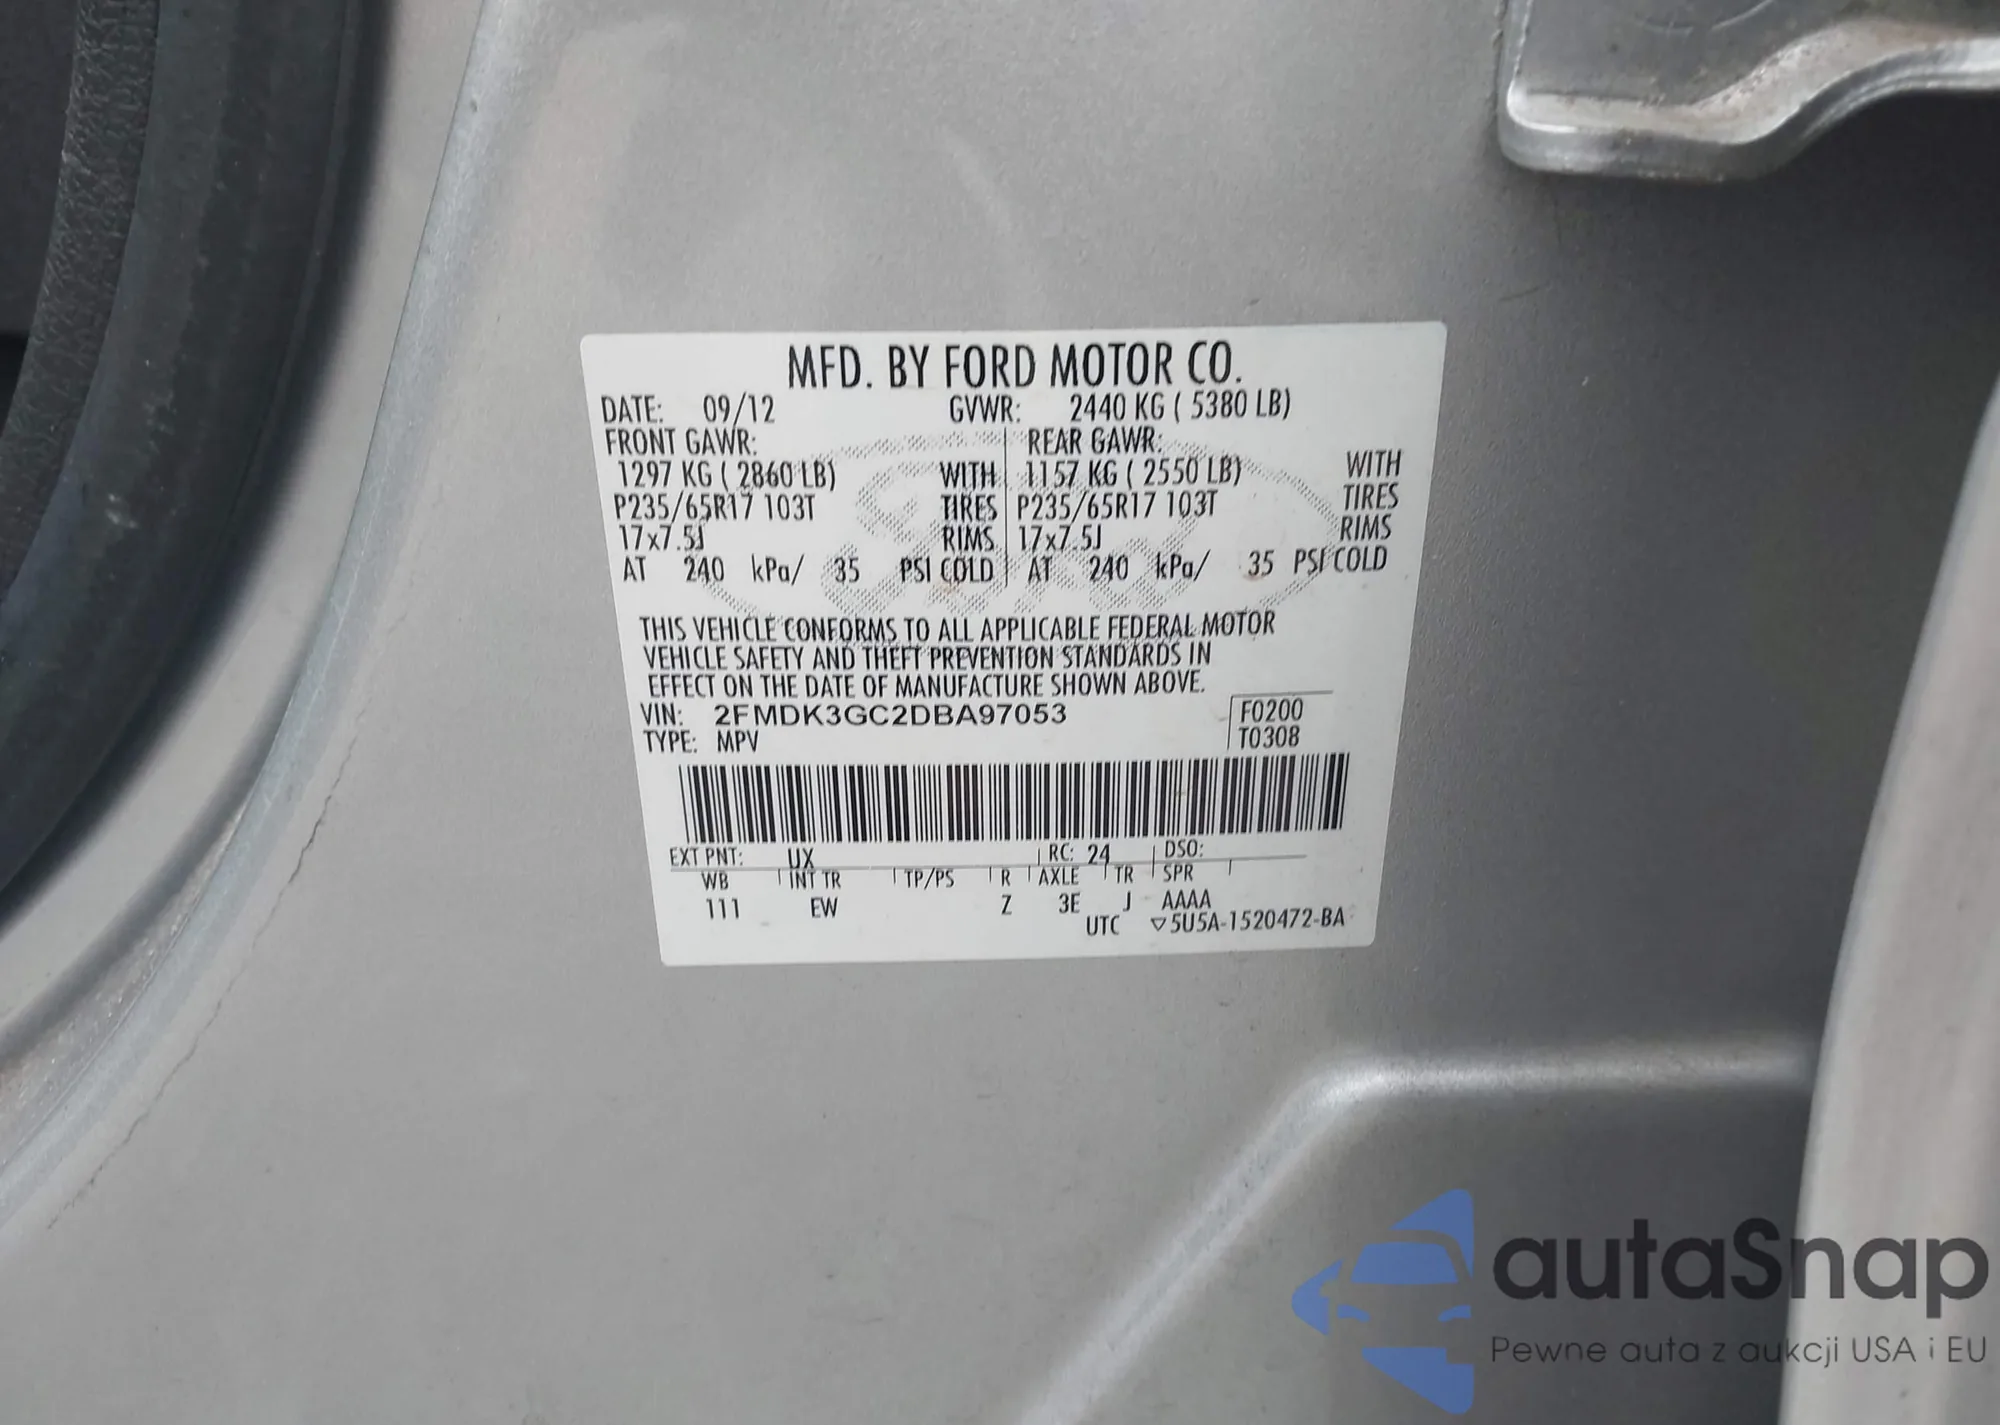 MFD. BY FORD MOTOR CO.
DATE: 09/12 GVWR: 2440 KG ( 5380 LB)
FRONT GAWR: REAR GAWR:
1297 KG ( 2860 LB) WITH 1157 KG ( 2550 LB) WITH
P235/65R17 103T TIRES P235/65R17 103T TIRES
17x7.5J RIMS 17x7.5J RIMS
AT 240 kPa/ 35 PSI COLD AT 240 kPa/ 35 PSI COLD
THIS VEHICLE CONFORMS TO ALL APPLICABLE FEDERAL MOTOR
VEHICLE SAFETY AND THEFT PREVENTION STANDARDS IN
EFFECT ON THE DATE OF MANUFACTURE SHOWN ABOVE.
VIN: 2FMDK3GC2DBA97053 F0200
TYPE: MPV T0308
EXT PNT: UX RC: 24 DSO:
WB INT TR TP/PS R AXLE TR SPR
111 EW Z 3E J AAAA
UTC ▽5U5A-1520472-BA
autaSnap
Pewne auta z aukcji USA i EU